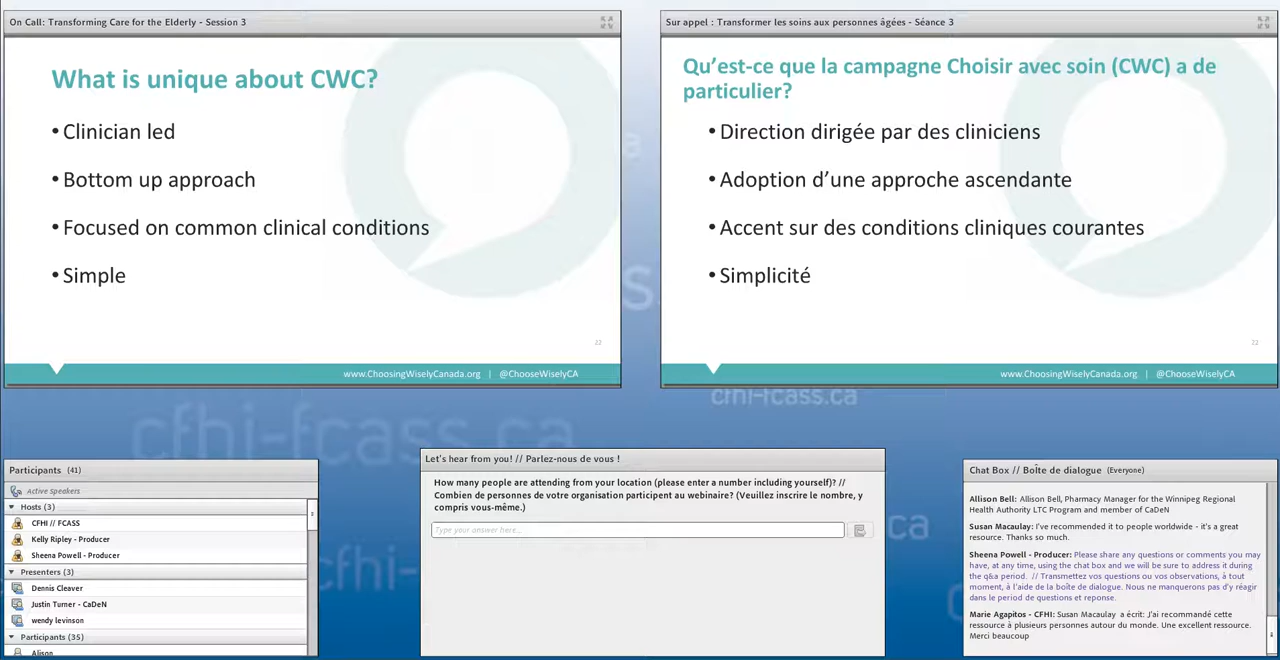 On Call: Transforming Care for the Elderly - Session 3
What is unique about CWC?
• Clinician led
• Bottom up approach
• Focused on common clinical conditions
• Simple
22
www.ChoosingWiselyCanada.org | @ChooseWiselyCA
Sur appel : Transformer les soins aux personnes âgées - Séance 3
Qu’est-ce que la campagne Choisir avec soin (CWC) a de
particulier?
• Direction dirigée par des cliniciens
• Adoption d’une approche ascendante
• Accent sur des conditions cliniques courantes
• Simplicité
22
www.ChoosingWiselyCanada.org | @ChooseWiselyCA
cfhi-fcass.ca
cfhi-fcass.ca
Participants (41)
Active Speakers
Hosts (3)
CFHI // FCASS
Kelly Ripley - Producer
Sheena Powell - Producer
Presenters (3)
Dennis Cleaver
Justin Turner - CaDeN
wendy levinson
Participants (35)
Alison
Let's hear from you! // Parlez-nous de vous !
How many people are attending from your location (please enter a number including yourself)? //
Combien de personnes de votre organisation participent au webinaire? (Veuillez inscrire le nombre, y
compris vous-même.)
Type your answer here...
Chat Box // Boîte de dialogue (Everyone)
Allison Bell: Allison Bell, Pharmacy Manager for the Winnipeg Regional
Health Authority LTC Program and member of CaDeN
Susan Macaulay: I've recommended it to people worldwide - it's a great
resource. Thanks so much.
Sheena Powell - Producer: Please share any questions or comments you may
have, at any time, using the chat box and we will be sure to address it during
the q&a period. // Transmettez vos questions ou vos observations, à tout
moment, à l'aide de la boîte de dialogue. Nous ne manquerons pas d'y réagir
dans le period de questions et reponse.
Marie Agapitos - CFHI: Susan Macaulay a écrit: J'ai recommandé cette
ressource à plusieurs personnes autour du monde. Une excellent ressource.
Merci beaucoup